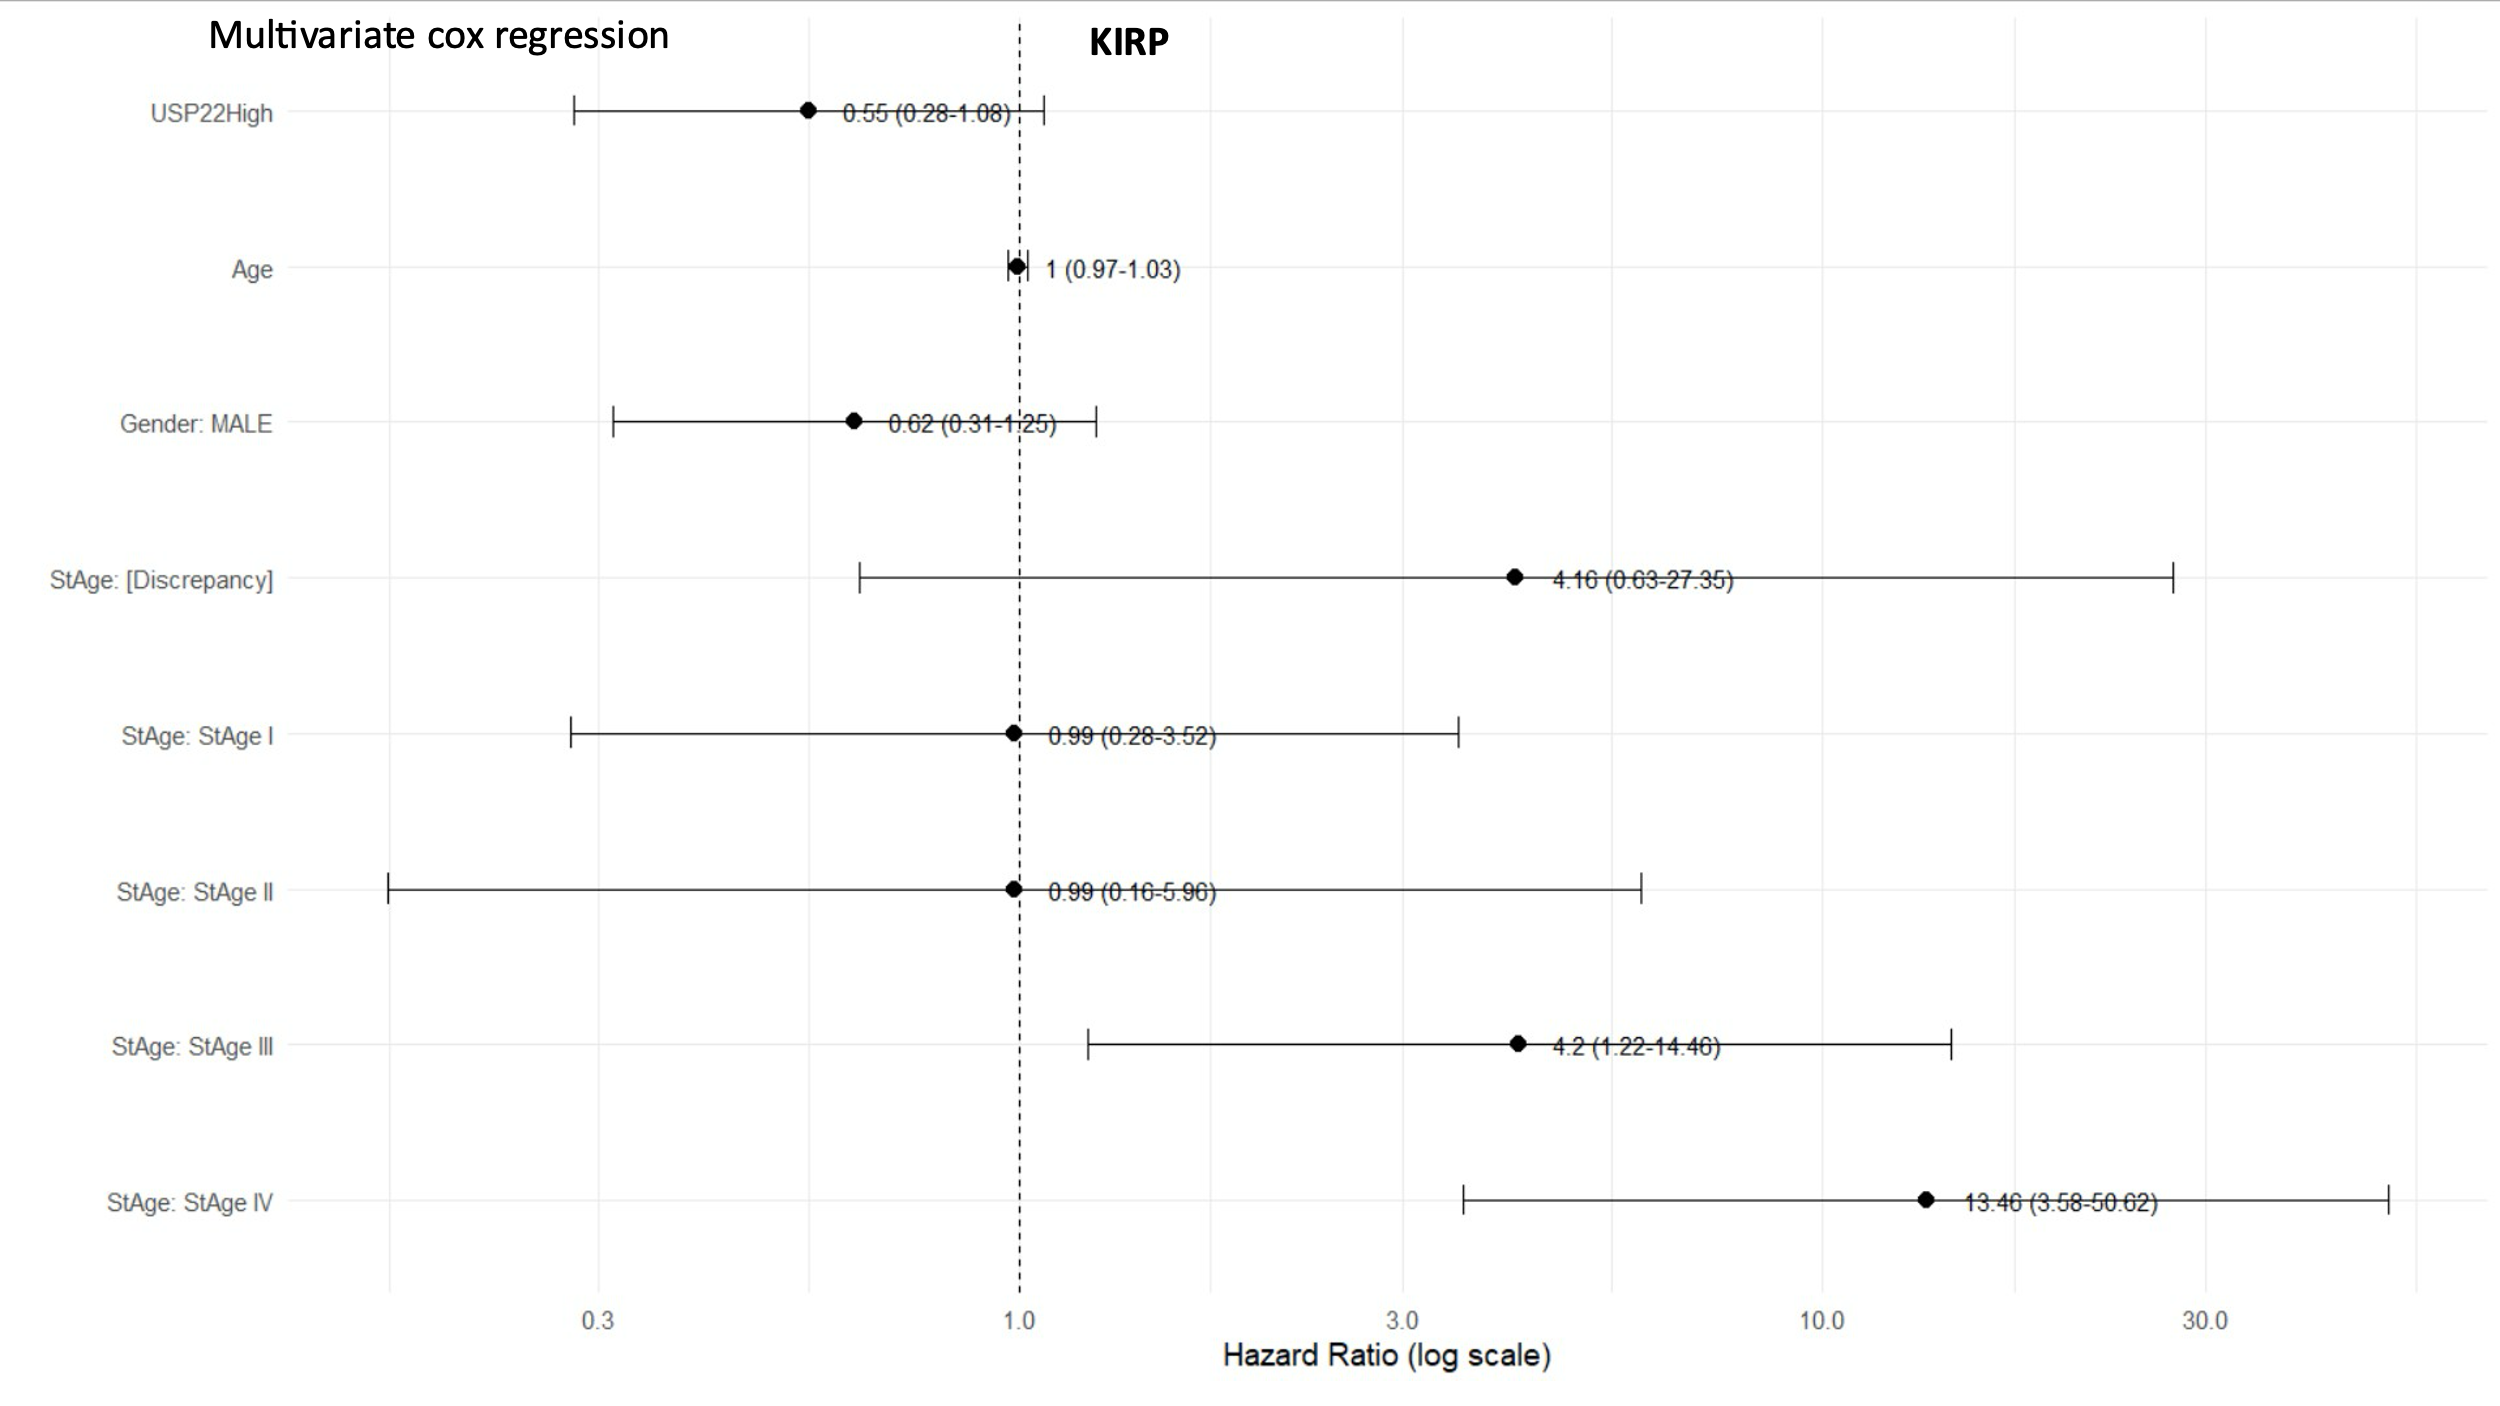 Multivariate cox regression
KIRP
USP22High
0.55 (0.28-1.08)
Age
1 (0.97-1.03)
Gender: MALE
0.62 (0.31-1.25)
StAge: [Discrepancy]
4.16 (0.63-27.35)
StAge: StAge I
0.99 (0.28-3.52)
StAge: StAge II
0.99 (0.16-5.96)
StAge: StAge III
4.2 (1.22-14.46)
StAge: StAge IV
13.46 (3.58-50.62)
0.3 1.0 3.0 10.0 30.0
Hazard Ratio (log scale)